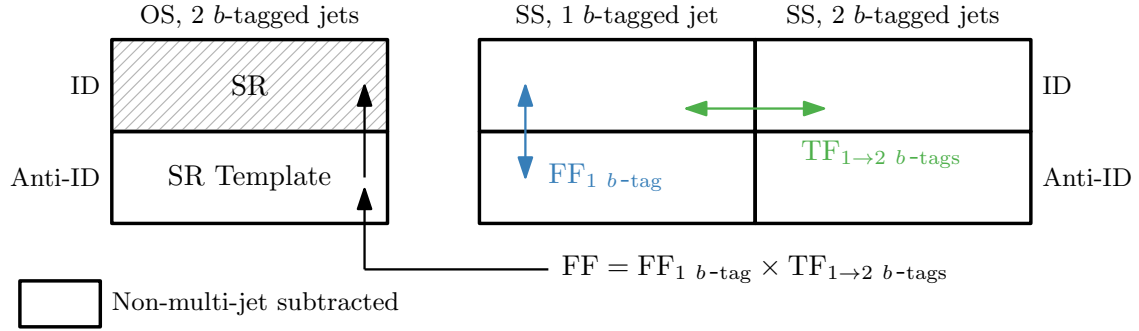 OS, 2 b-tagged jets
SS, 1 b-tagged jet
SS, 2 b-tagged jets
ID
SR
ID
Anti-ID
SR Template
FF1 b-tag
TF1→2 b-tags
Anti-ID
FF = FF1 b-tag × TF1→2 b-tags
Non-multi-jet subtracted